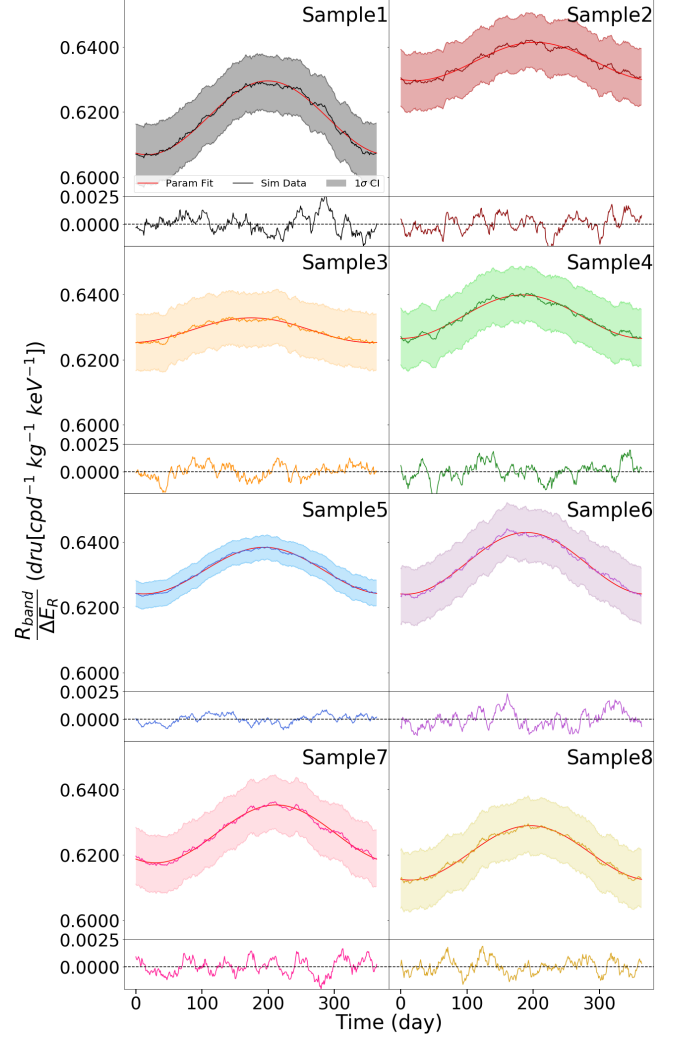 Sample1
Sample2
0.6400
0.6200
0.6000
Param Fit
Sim Data
1σ CI
0.0025
0.0000
Sample3
Sample4
0.6400
0.6200
0.6000
0.0025
0.0000
R_band/ΔE_R (dru[cpd⁻¹ kg⁻¹ keV⁻¹])
Sample5
Sample6
0.6400
0.6200
0.6000
0.0025
0.0000
Sample7
Sample8
0.6400
0.6200
0.6000
0.0025
0.0000
0 100 200 300 0 100 200 300
Time (day)